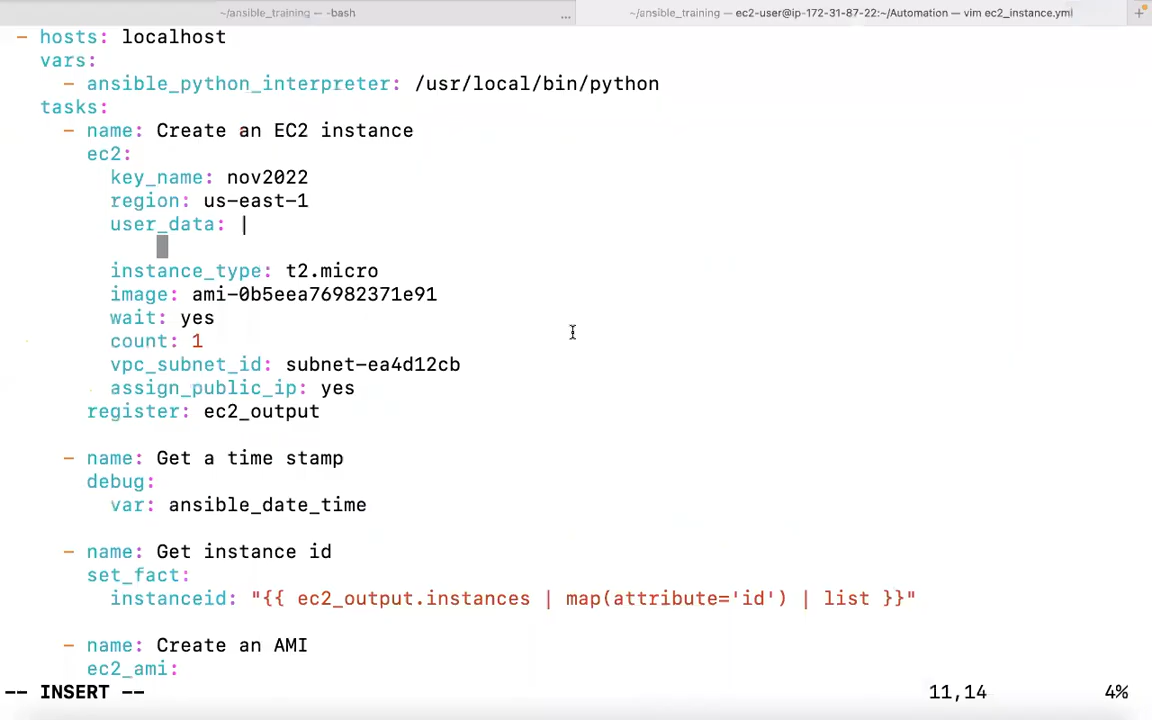 ~/ansible_training — -bash
...
~/ansible_training — ec2-user@ip-172-31-87-22:~/Automation — vim ec2_instance.yml
+
- hosts: localhost
  vars:
    - ansible_python_interpreter: /usr/local/bin/python
  tasks:
    - name: Create an EC2 instance
      ec2:
        key_name: nov2022
        region: us-east-1
        user_data: |
        instance_type: t2.micro
        image: ami-0b5eea76982371e91
        wait: yes
        count: 1
        vpc_subnet_id: subnet-ea4d12cb
        assign_public_ip: yes
      register: ec2_output
    - name: Get a time stamp
      debug:
        var: ansible_date_time
    - name: Get instance id
      set_fact:
        instanceid: "{{ ec2_output.instances | map(attribute='id') | list }}"
    - name: Create an AMI
      ec2_ami:
-- INSERT --
11,14
4%